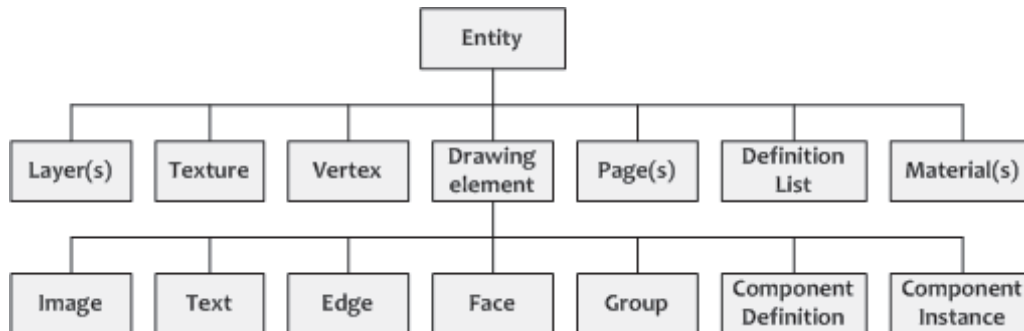 Entity
Layer(s)
Texture
Vertex
Drawing
element
Page(s)
Definition
List
Material(s)
Image
Text
Edge
Face
Group
Component
Definition
Component
Instance